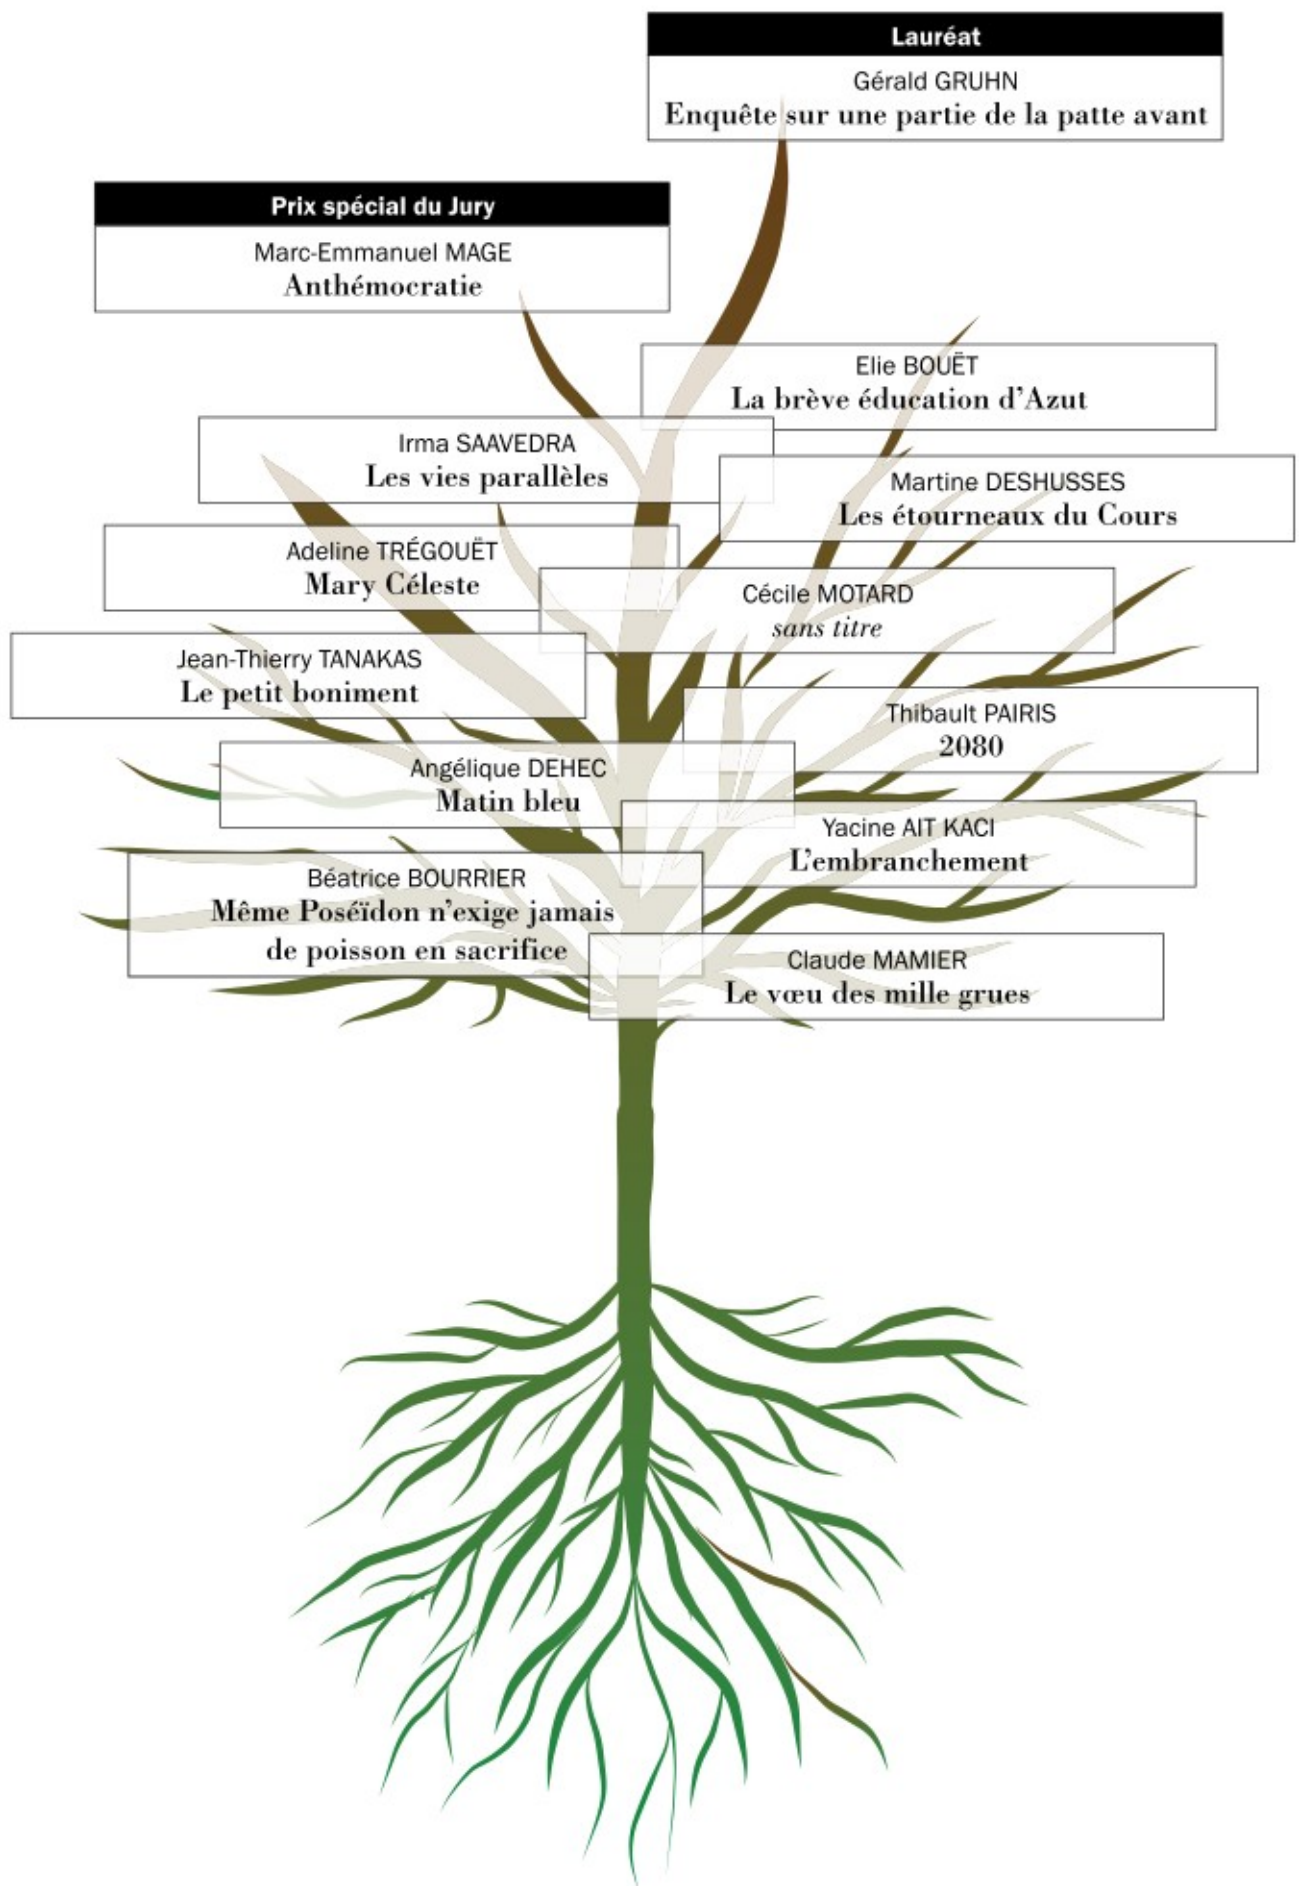 Lauréat
Gérald GRUHN
Enquête sur une partie de la patte avant
Prix spécial du Jury
Marc-Emmanuel MAGE
Anthémocratie
Elie BOUËT
La brève éducation d’Azut
Irma SAAVEDRA
Les vies parallèles
Martine DESHUSSES
Les étourneaux du Cours
Adeline TRÉGOUËT
Mary Céleste
Cécile MOTARD
sans titre
Jean-Thierry TANAKAS
Le petit boniment
Thibault PAIRIS
2080
Angélique DEHEC
Matin bleu
Yacine AIT KACI
L’embranchement
Béatrice BOURRIER
Même Poséïdon n’exige jamais
de poisson en sacrifice
Claude MAMIER
Le vœu des mille grues